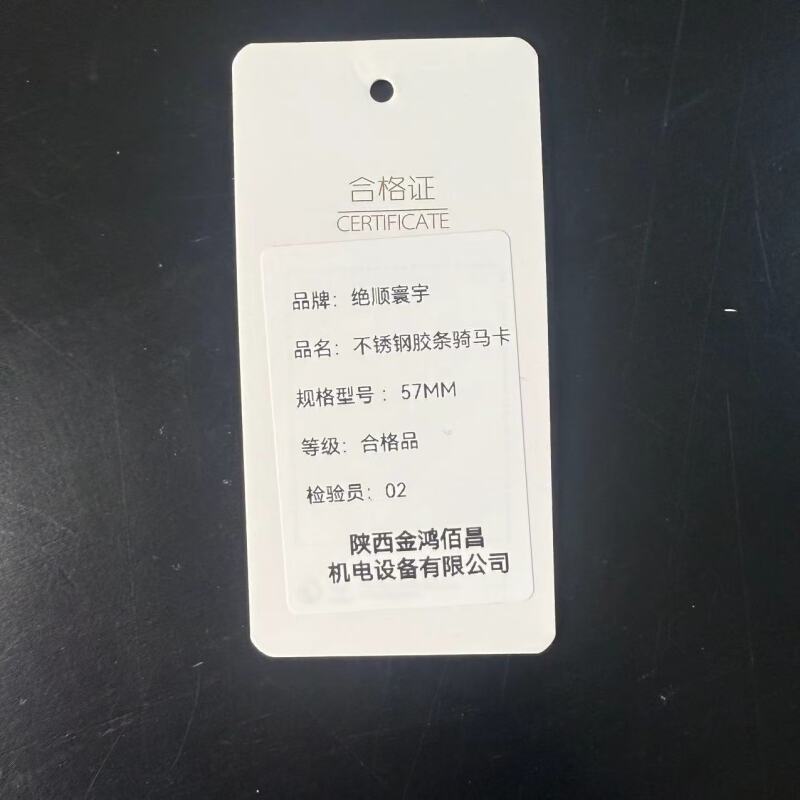 合格证
CERTIFICATE
品牌：绝顺寰宇
品名：不锈钢胶条骑马卡
规格型号：57MM
等级：合格品
检验员：02
陕西金鸿佰昌
机电设备有限公司